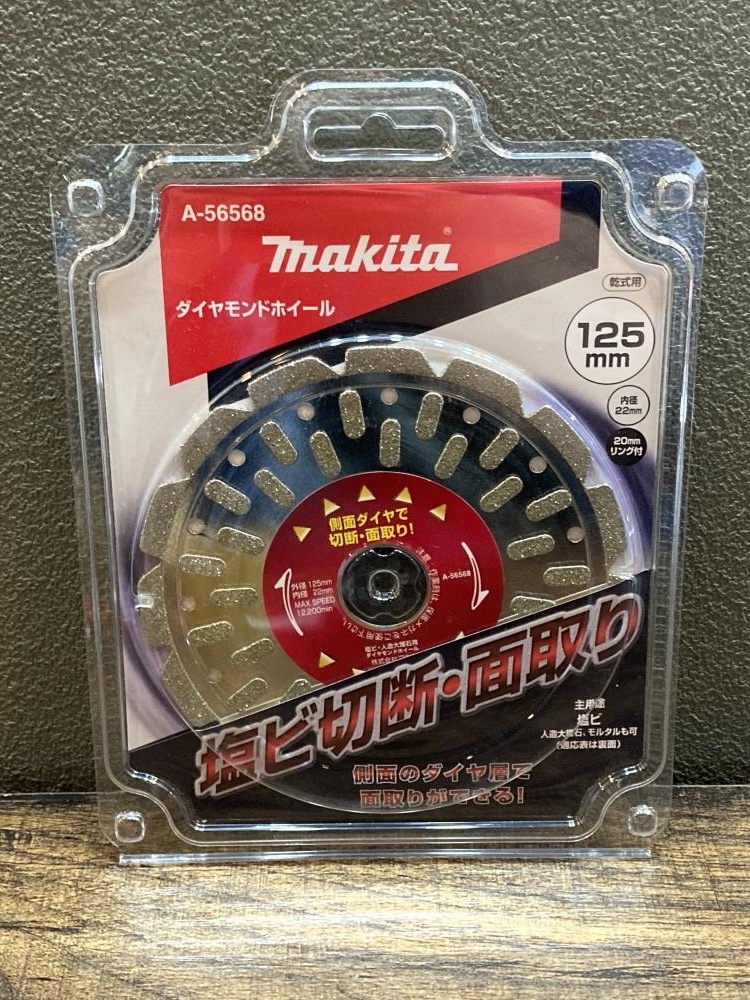 A-56568
makita®
ダイヤモンドホイール
乾式用
125
mm
内径
22mm
20mm
リング付
側面ダイヤで
切断・面取り!
外径 125mm
内径 22mm
MAX SPEED
12,200min
A-56568
塩ビ・人造大理石用
ダイヤモンドホイール
株式会社
塩ビ切断・面取り
主用途
塩ビ
人造大理石、モルタルも可
(適応表は裏面)
側面のダイヤ層で
面取りができる!